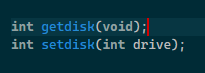 int getdisk(void);
int setdisk(int drive);